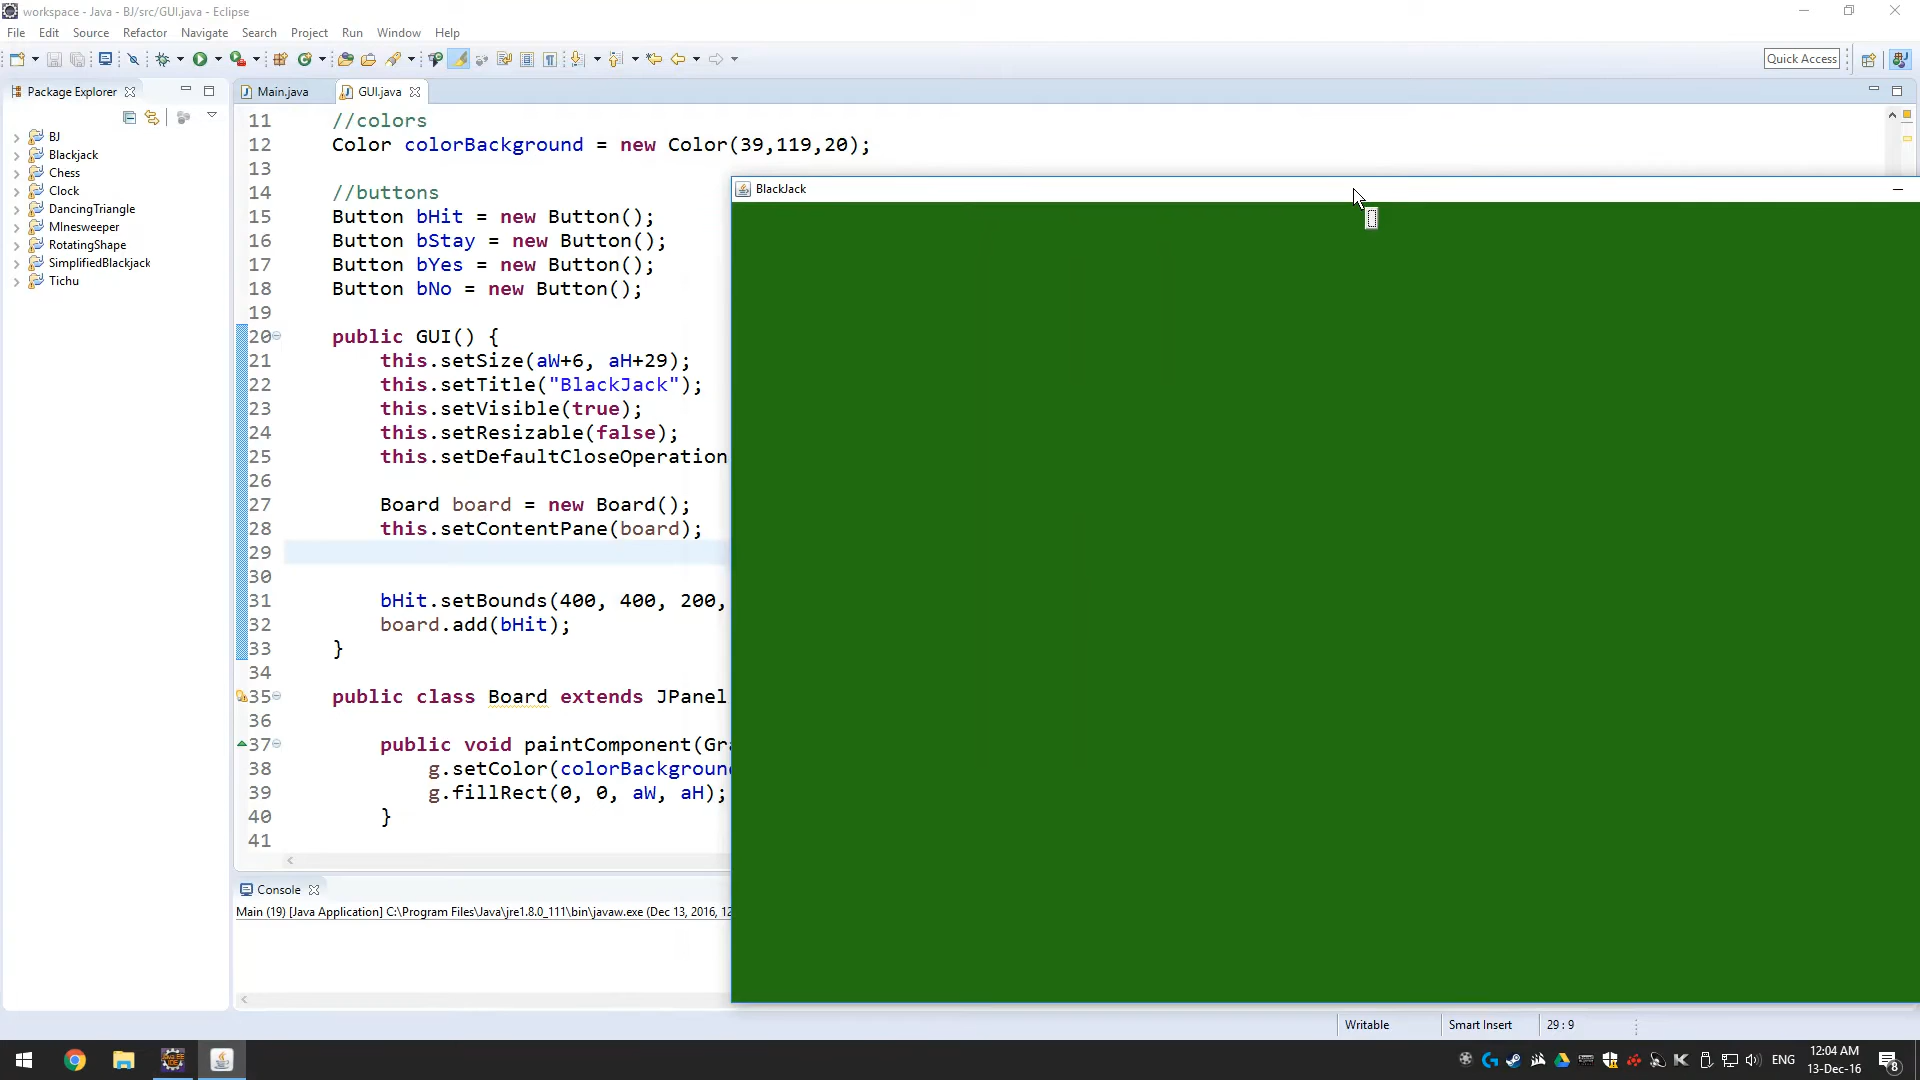 workspace - Java - BJ/src/GUI.java - Eclipse
File Edit Source Refactor Navigate Search Project Run Window Help
Quick Access
Package Explorer
Main.java
GUI.java
BJ
Blackjack
Chess
Clock
DancingTriangle
MInesweeper
RotatingShape
SimplifiedBlackjack
Tichu
11 //colors
12 Color colorBackground = new Color(39,119,20);
13
14 //buttons
15 Button bHit = new Button();
16 Button bStay = new Button();
17 Button bYes = new Button();
18 Button bNo = new Button();
19
20 public GUI() {
21 this.setSize(aW+6, aH+29);
22 this.setTitle("BlackJack");
23 this.setVisible(true);
24 this.setResizable(false);
25 this.setDefaultCloseOperation
26
27 Board board = new Board();
28 this.setContentPane(board);
29
30
31 bHit.setBounds(400, 400, 200,
32 board.add(bHit);
33 }
34
35 public class Board extends JPanel
36
37 public void paintComponent(Gr
38 g.setColor(colorBackground
39 g.fillRect(0, 0, aW, aH);
40 }
41
BlackJack
Console
Main (19) [Java Application] C:\Program Files\Java\jre1.8.0_111\bin\javaw.exe (Dec 13, 2016, 12
Writable
Smart Insert
29 : 9
ENG
12:04 AM
13-Dec-16
8